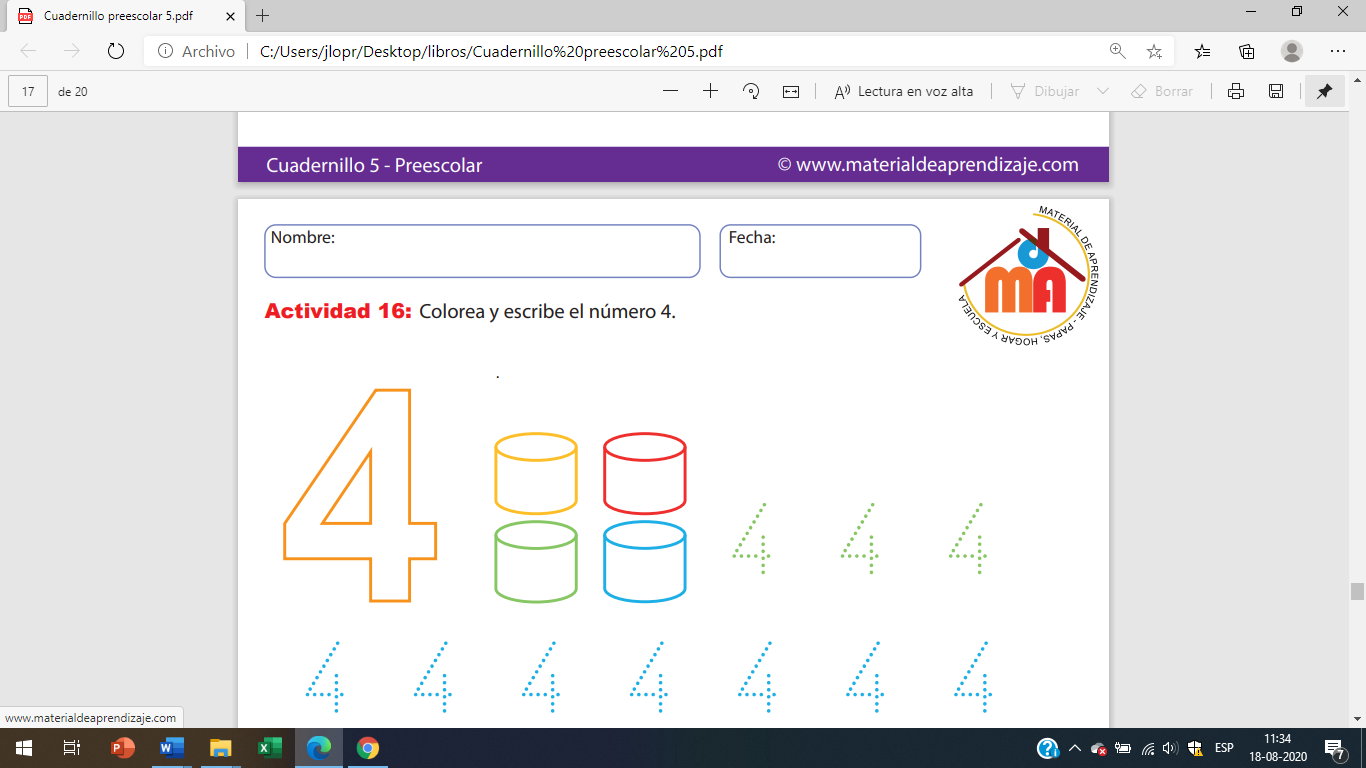 Cuadernillo preescolar 5.pdf
Archivo
C:/Users/jlopr/Desktop/libros/Cuadernillo%20preescolar%205.pdf
17 de 20
Lectura en voz alta
Dibujar
Borrar
Cuadernillo 5 - Preescolar
© www.materialdeaprendizaje.com
Nombre:
Fecha:
MATERIAL DE APRENDIZAJE - PAPAS, HOGAR Y ESCUELA
dMA
Actividad 16: Colorea y escribe el número 4.
4
4 4 4
4 4 4 4 4 4 4
www.materialdeaprendizaje.com
ESP
11:34
18-08-2020
7